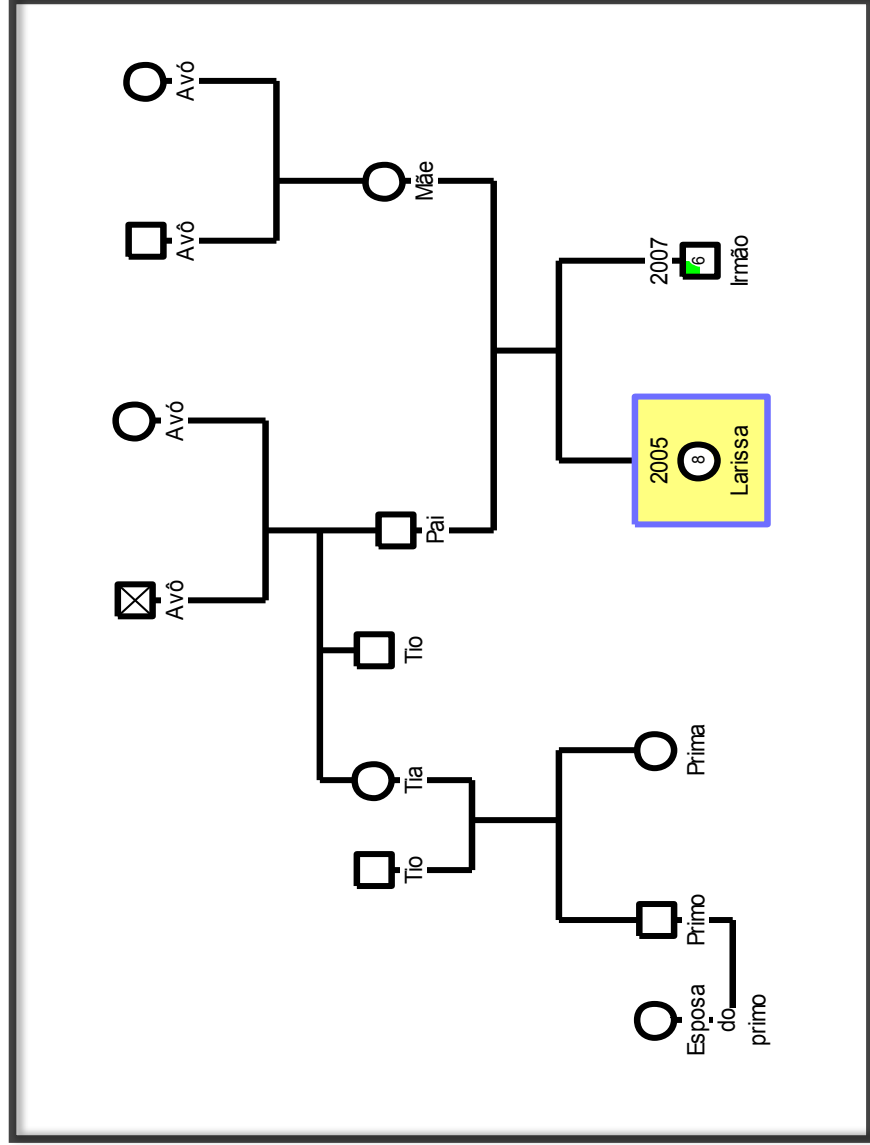 Avô
Avó
Avô
Avó
Tio
Tia
Tio
Pai
Mãe
Esposa
do
primo
Primo
Prima
2005
8
Larissa
2007
6
Irmão